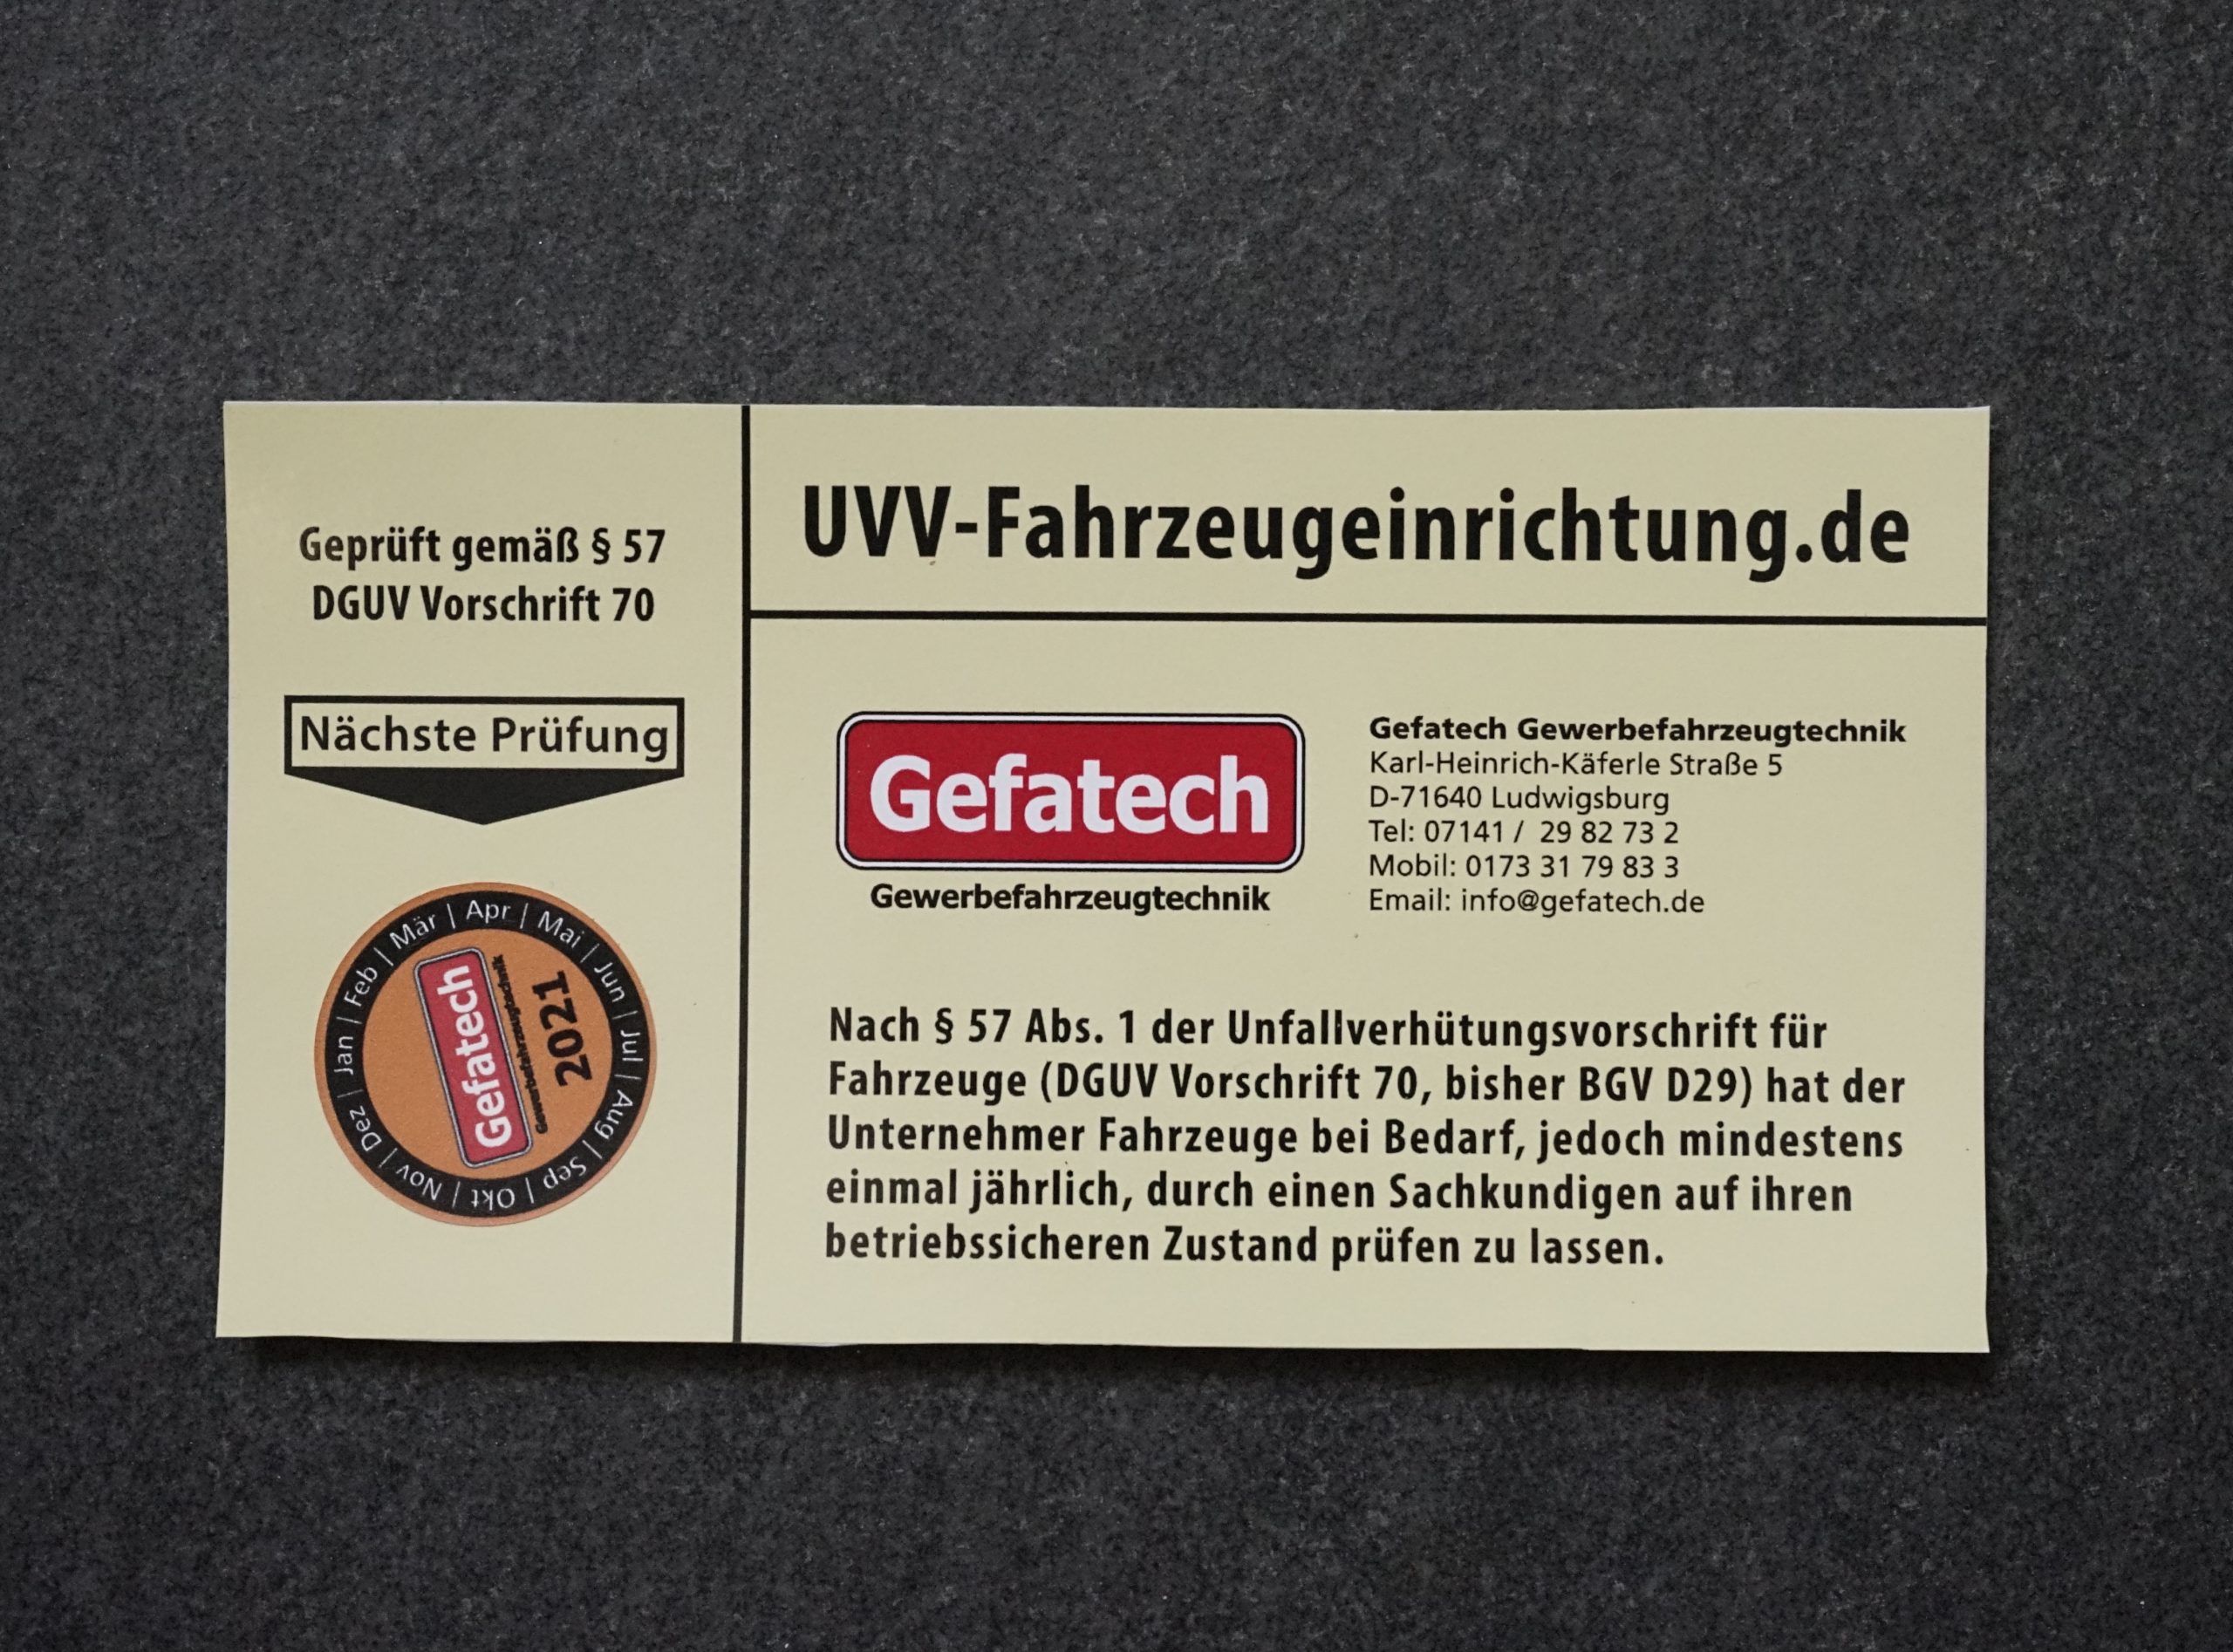 Geprüft gemäß § 57
DGUV Vorschrift 70
Nächste Prüfung
Jan | Feb | Mär | Apr | Mai | Jun | Jul | Aug | Sep | Okt | Nov | Dez |
Gefatech
Gewerbefahrzeugtechnik
2021
UVV-Fahrzeugeinrichtung.de
Gefatech
Gewerbefahrzeugtechnik
Gefatech Gewerbefahrzeugtechnik
Karl-Heinrich-Käferle Straße 5
D-71640 Ludwigsburg
Tel: 07141 / 29 82 73 2
Mobil: 0173 31 79 83 3
Email: info@gefatech.de
Nach § 57 Abs. 1 der Unfallverhütungsvorschrift für
Fahrzeuge (DGUV Vorschrift 70, bisher BGV D29) hat der
Unternehmer Fahrzeuge bei Bedarf, jedoch mindestens
einmal jährlich, durch einen Sachkundigen auf ihren
betriebssicheren Zustand prüfen zu lassen.